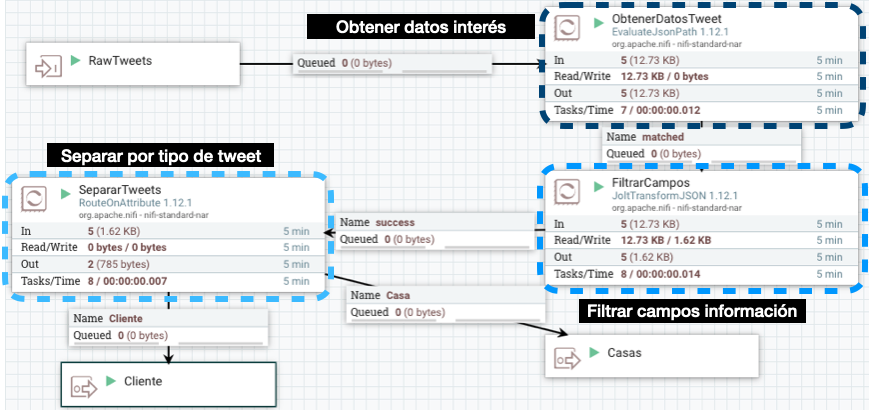 Obtener datos interés
RawTweets
Queued 0 (0 bytes)
ObtenerDatosTweet
EvaluateJsonPath 1.12.1
org.apache.nifi - nifi-standard-nar
In 5 (12.73 KB) 5 min
Read/Write 12.73 KB / 0 bytes 5 min
Out 5 (12.73 KB) 5 min
Tasks/Time 7 / 00:00:00.012 5 min
Name matched
Queued 0 (0 bytes)
Separar por tipo de tweet
SepararTweets
RouteOnAttribute 1.12.1
org.apache.nifi - nifi-standard-nar
In 5 (1.62 KB) 5 min
Read/Write 0 bytes / 0 bytes 5 min
Out 2 (785 bytes) 5 min
Tasks/Time 8 / 00:00:00.007 5 min
Name success
Queued 0 (0 bytes)
FiltrarCampos
JoltTransformJSON 1.12.1
org.apache.nifi - nifi-standard-nar
In 5 (12.73 KB) 5 min
Read/Write 12.73 KB / 1.62 KB 5 min
Out 5 (1.62 KB) 5 min
Tasks/Time 8 / 00:00:00.014 5 min
Filtrar campos información
Name Casa
Queued 0 (0 bytes)
Name Cliente
Queued 0 (0 bytes)
Casas
Cliente